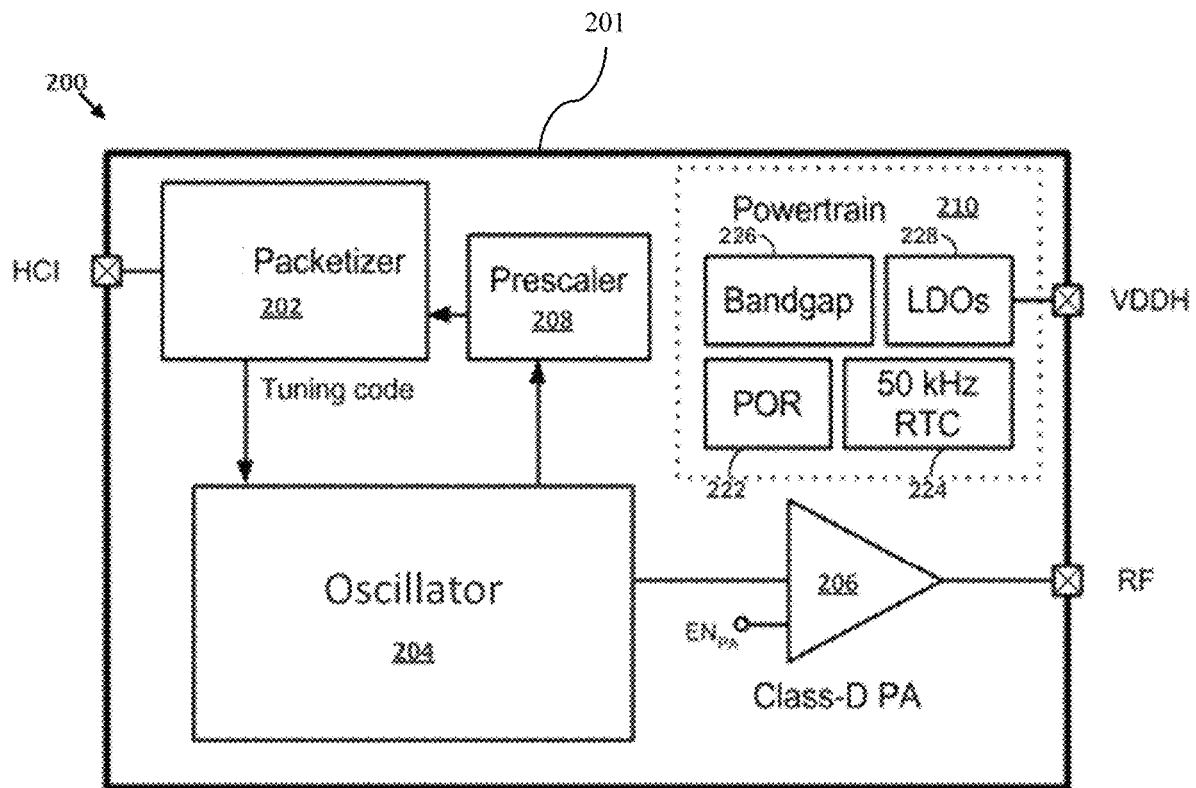 201
200
Powertrain 210
226 228
Packetizer
202
Prescaler
208
HCI
Bandgap
LDOs
VDDH
Tuning code
POR
50 kHz
RTC
222
224
Oscillator
204
206
RF
EN_PA
Class-D PA